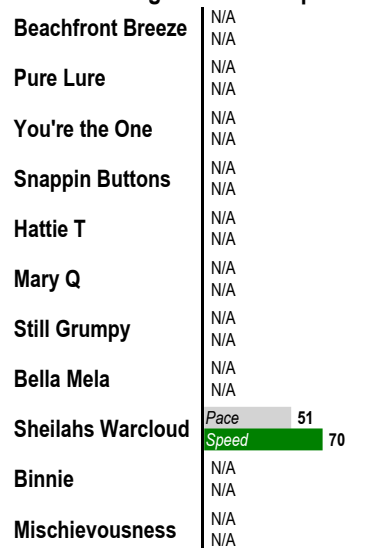 Beachfront Breeze
N/A
N/A
Pure Lure
N/A
N/A
You're the One
N/A
N/A
Snappin Buttons
N/A
N/A
Hattie T
N/A
N/A
Mary Q
N/A
N/A
Still Grumpy
N/A
N/A
Bella Mela
N/A
N/A
Sheilahs Warcloud
Pace 51
Speed 70
Binnie
N/A
N/A
Mischievousness
N/A
N/A